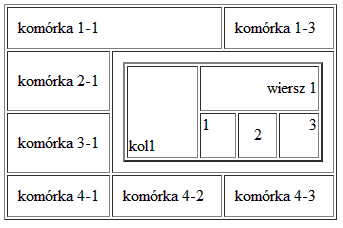 komórka 1-1 komórka 1-3
komórka 2-1
wiersz 1
kol1 1 2 3
komórka 3-1
komórka 4-1 komórka 4-2 komórka 4-3